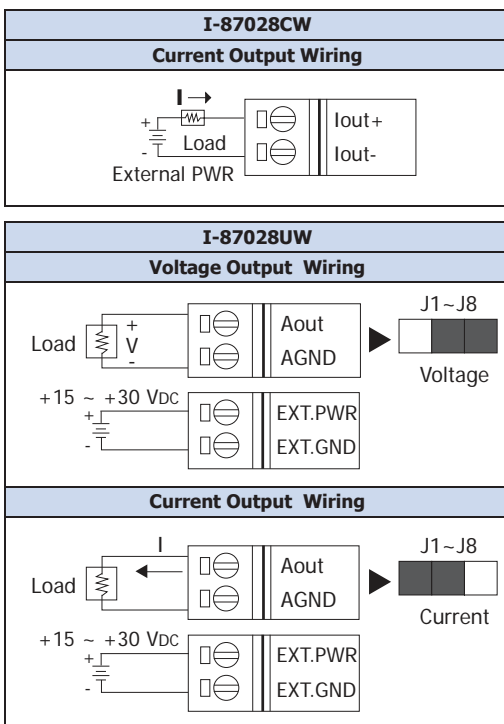 I-87028CW
Current Output Wiring
I
+
Load
-
External PWR
Iout+
Iout-
I-87028UW
Voltage Output Wiring
J1~J8
Load
+
V
-
Aout
AGND
Voltage
+15 ~ +30 VDC
+
-
EXT.PWR
EXT.GND
Current Output Wiring
I
J1~J8
Load
Aout
AGND
Current
+15 ~ +30 VDC
+
-
EXT.PWR
EXT.GND